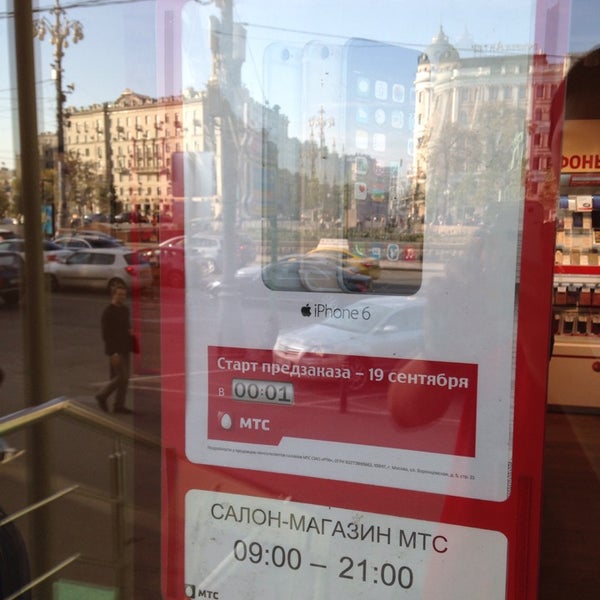 ФОНЫ
iPhone 6
Старт предзаказа – 19 сентября
в 00:01
МТС
САЛОН-МАГАЗИН МТС
09:00 – 21:00
МТС